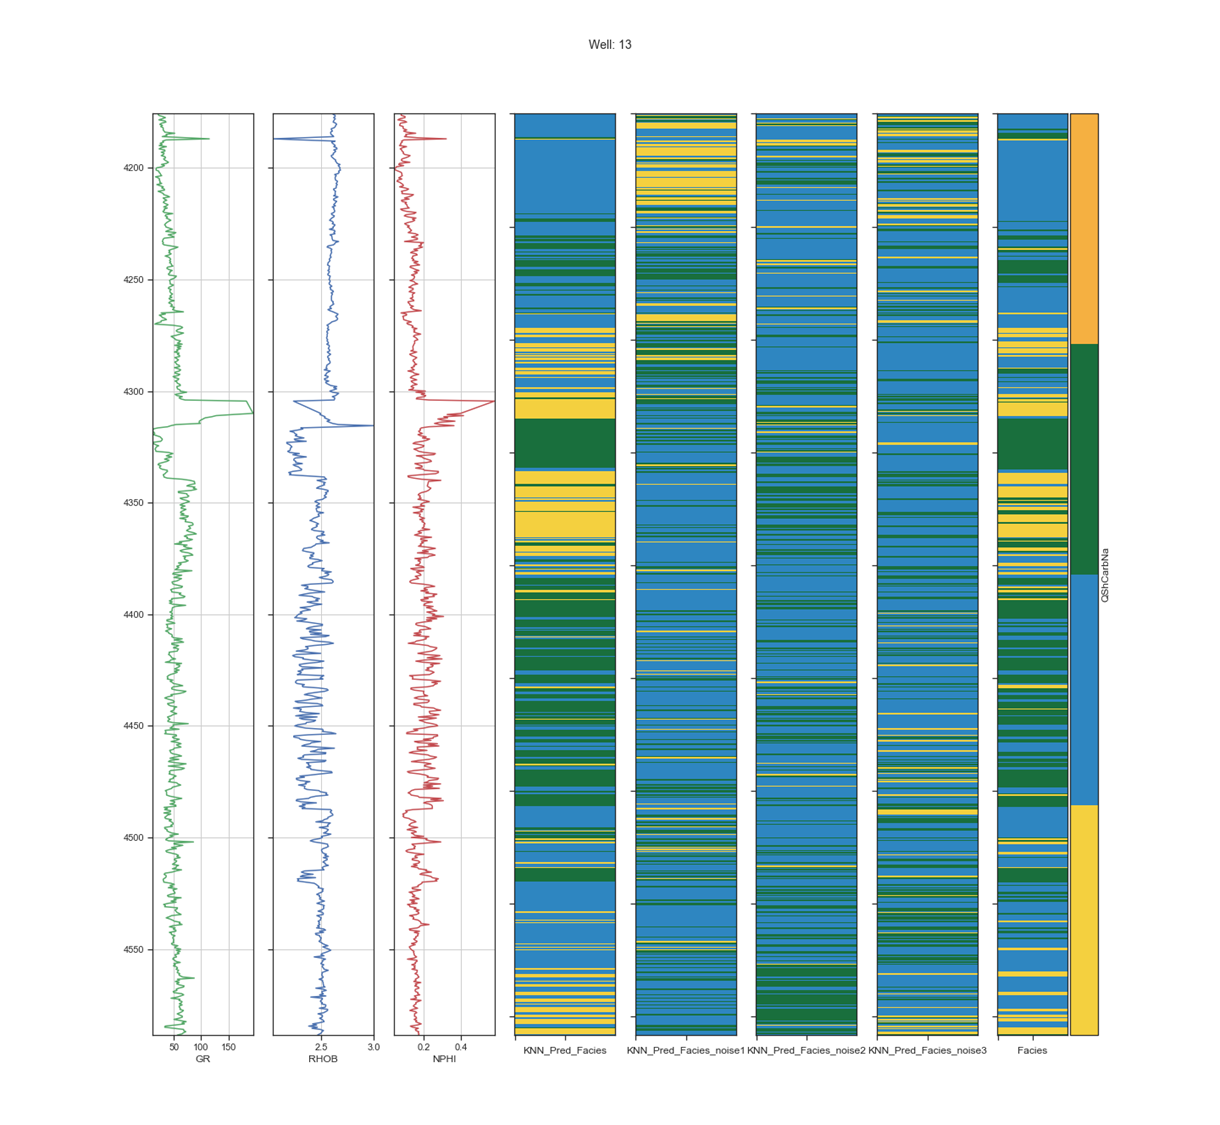 Well: 13
4200
4250
4300
4350
4400
4450
4500
4550
50 100 150
2.5 3.0
0.2 0.4
GR
RHOB
NPHI
KNN_Pred_Facies
KNN_Pred_Facies_noise1
KNN_Pred_Facies_noise2
KNN_Pred_Facies_noise3
Facies
QShCarbNa